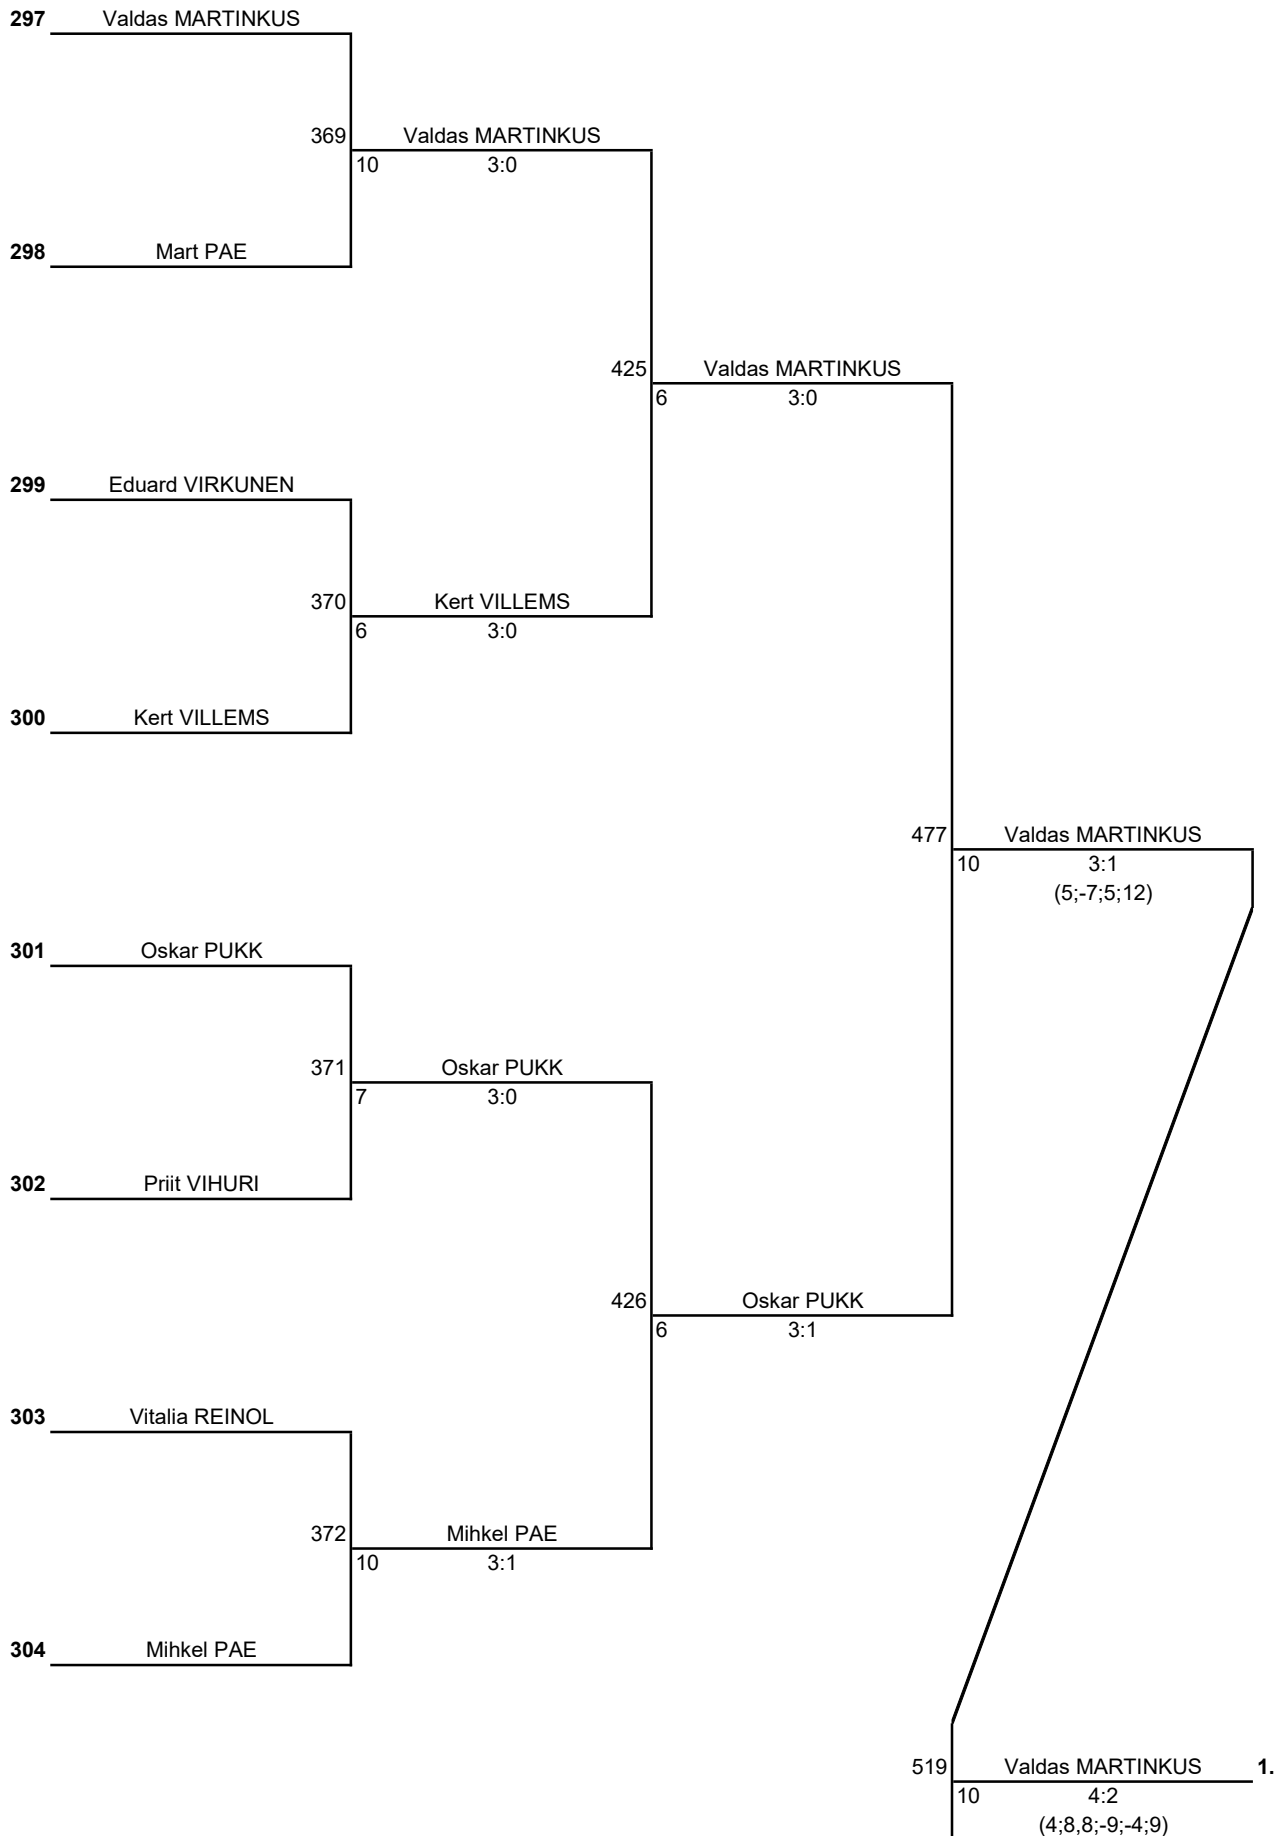 297 Valdas MARTINKUS
369 Valdas MARTINKUS
10 3:0
298 Mart PAE
425 Valdas MARTINKUS
6 3:0
299 Eduard VIRKUNEN
370 Kert VILLEMS
6 3:0
300 Kert VILLEMS
477 Valdas MARTINKUS
10 3:1
(5;-7;5;12)
301 Oskar PUKK
371 Oskar PUKK
7 3:0
302 Priit VIHURI
426 Oskar PUKK
6 3:1
303 Vitalia REINOL
372 Mihkel PAE
10 3:1
304 Mihkel PAE
519 Valdas MARTINKUS 1.
10 4:2
(4;8,8;-9;-4;9)